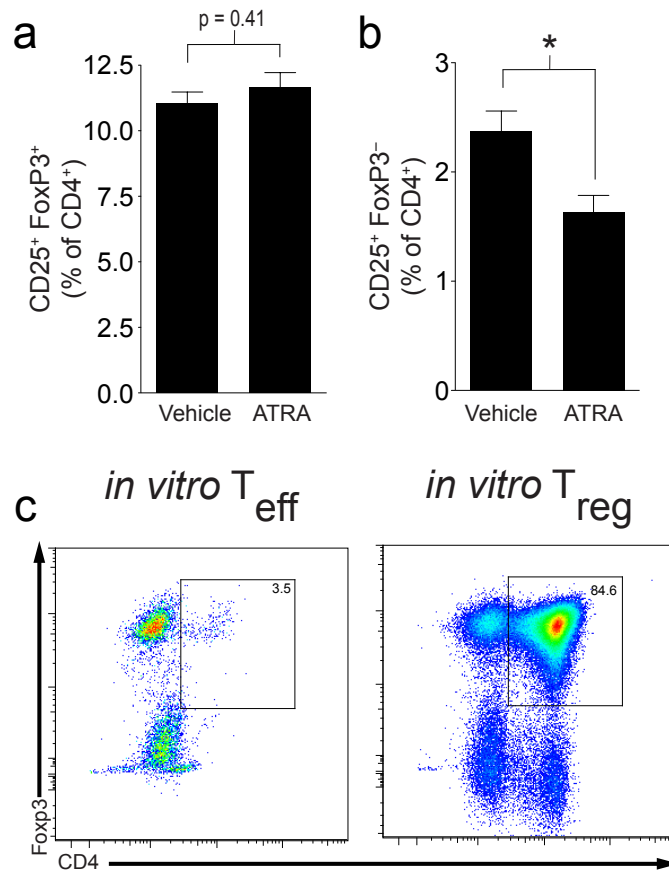 a
p = 0.41
CD25⁺ FoxP3⁺
(% of CD4⁺)
12.5
10.0
7.5
5.0
2.5
0.0
Vehicle
ATRA
b
*
CD25⁺ FoxP3⁻
(% of CD4⁺)
3
2
1
0
Vehicle
ATRA
c
in vitro Teff
in vitro Treg
3.5
84.6
Foxp3
CD4